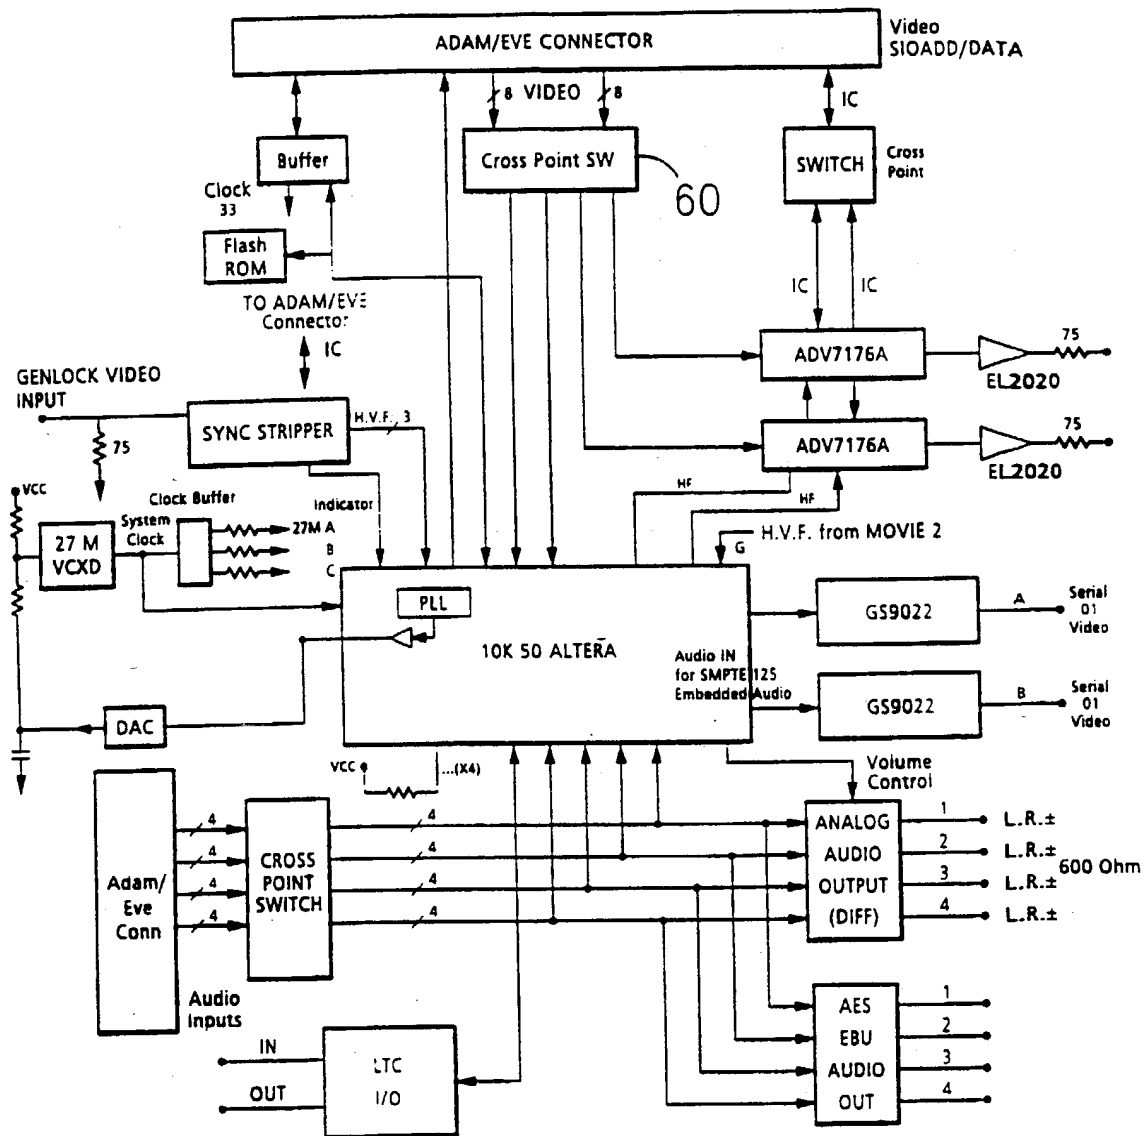 ADAM/EVE CONNECTOR
Video
SIOADD/DATA
8 VIDEO 8
IC
Buffer
Cross Point SW
60
SWITCH
Cross
Point
Clock
33
Flash
ROM
TO ADAM/EVE
Connector
IC
IC
IC
ADV7176A
75
EL2020
GENLOCK VIDEO
INPUT
75
SYNC STRIPPER
H.V.F. 3
ADV7176A
75
EL2020
HF
HF
VCC
Clock Buffer
System
Clock
Indicator
27 M
VCXD
27M A
B
C
G
H.V.F. from MOVIE 2
PLL
10K 50 ALTERA
GS9022
A
Serial
01
Video
Audio IN
for SMPTE 125
Embedded Audio
GS9022
B
Serial
01
Video
DAC
VCC
...(X4)
Volume
Control
Adam/
Eve
Conn
4
4
4
4
CROSS
POINT
SWITCH
4
4
4
4
ANALOG
AUDIO
OUTPUT
(DIFF)
1 L.R.±
2 L.R.±
3 L.R.±
4 L.R.±
600 Ohm
Audio
Inputs
AES
EBU
AUDIO
OUT
1
2
3
4
IN
OUT
LTC
I/O